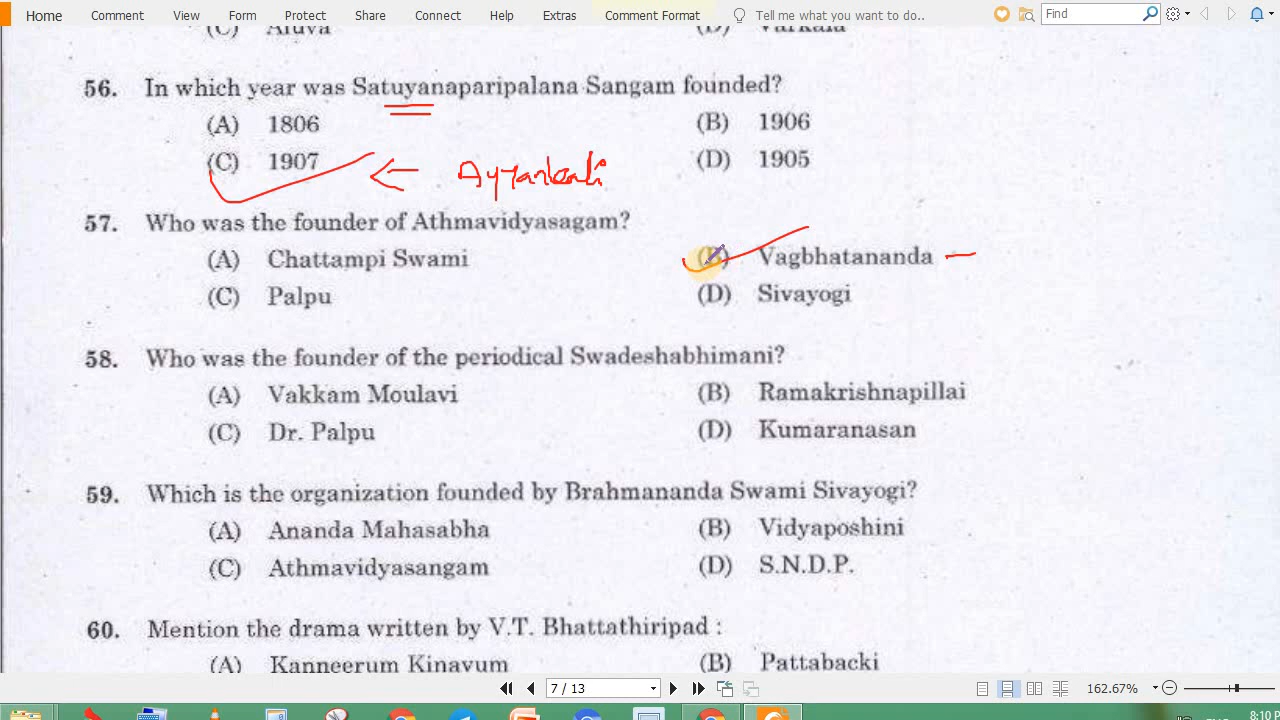 Home Comment View Form Protect Share Connect Help Extras Comment Format Tell me what you want to do.. Find
(C) Aluva (D) Varkala
56. In which year was Satuyanaparipalana Sangam founded?
(A) 1806 (B) 1906
(C) 1907 (D) 1905
Ayyankali
57. Who was the founder of Athmavidyasagam?
(A) Chattampi Swami (B) Vagbhatananda
(C) Palpu (D) Sivayogi
58. Who was the founder of the periodical Swadeshabhimani?
(A) Vakkam Moulavi (B) Ramakrishnapillai
(C) Dr. Palpu (D) Kumaranasan
59. Which is the organization founded by Brahmananda Swami Sivayogi?
(A) Ananda Mahasabha (B) Vidyaposhini
(C) Athmavidyasangam (D) S.N.D.P.
60. Mention the drama written by V.T. Bhattathiripad :
(A) Kanneerum Kinavum (B) Pattabacki
7 / 13 162.67%
8:10 P